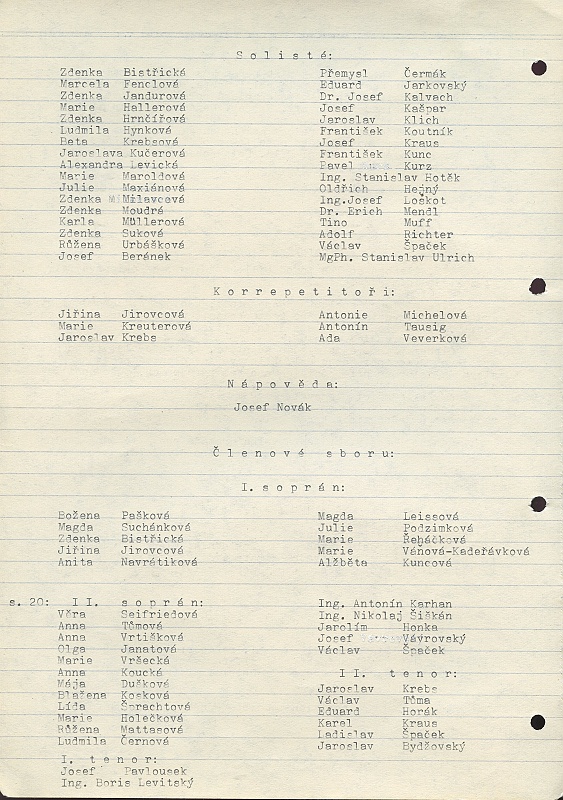 Solisté:
Zdenka Bistřická
Marcela Fenclová
Zdenka Jandurová
Marie Hallerová
Zdenka Hrnčířová
Ludmila Hynková
Beta Krebsová
Jaroslava Kučerová
Alexandra Levická
Marie Maroldová
Julie Maxiánová
Zdenka Milavcová
Zdenka Moudrá
Karla Müllerová
Zdenka Suková
Růžena Urbášková
Josef Beránek
Přemysl Čermák
Eduard Jarkovský
Dr. Josef Kalvach
Josef Kašpar
Jaroslav Klich
František Koutník
Josef Kraus
František Kunc
Pavel Kurz
Ing. Stanislav Hotěk
Oldřich Hejný
Ing.Josef Loskot
Dr. Erich Mendl
Tino Muff
Adolf Richter
Václav Špaček
MgPh. Stanislav Ulrich
Korrepetitoři:
Jiřina Jirovcová
Marie Kreuterová
Jaroslav Krebs
Antonie Michelová
Antonín Tausig
Ada Veverková
Nápověda:
Josef Novák
Členové sboru:
I. soprán:
Božena Pašková
Magda Suchánková
Zdenka Bistřická
Jiřina Jirovcová
Anita Navrátiková
Magda Leissová
Julie Podzimková
Marie Řeháčková
Marie Vánová-Kadeřávková
Alžběta Kuncová
s. 20: II. soprán:
Věra Seifriedová
Anna Tůmová
Anna Vrtišková
Olga Janatová
Marie Vršecká
Anna Koucká
Mája Dušková
Blažena Kosková
Lída Šprachtová
Marie Holečková
Růžena Mattasová
Ludmila Černová
I. tenor:
Josef Pavlousek
Ing. Boris Levitský
Ing. Antonín Karhan
Ing. Nikolaj Šiškán
Jarolím Honka
Josef Vávrovský
Václav Špaček
II. tenor:
Jaroslav Krebs
Václav Tůma
Eduard Horák
Karel Kraus
Ladislav Špaček
Jaroslav Bydžovský